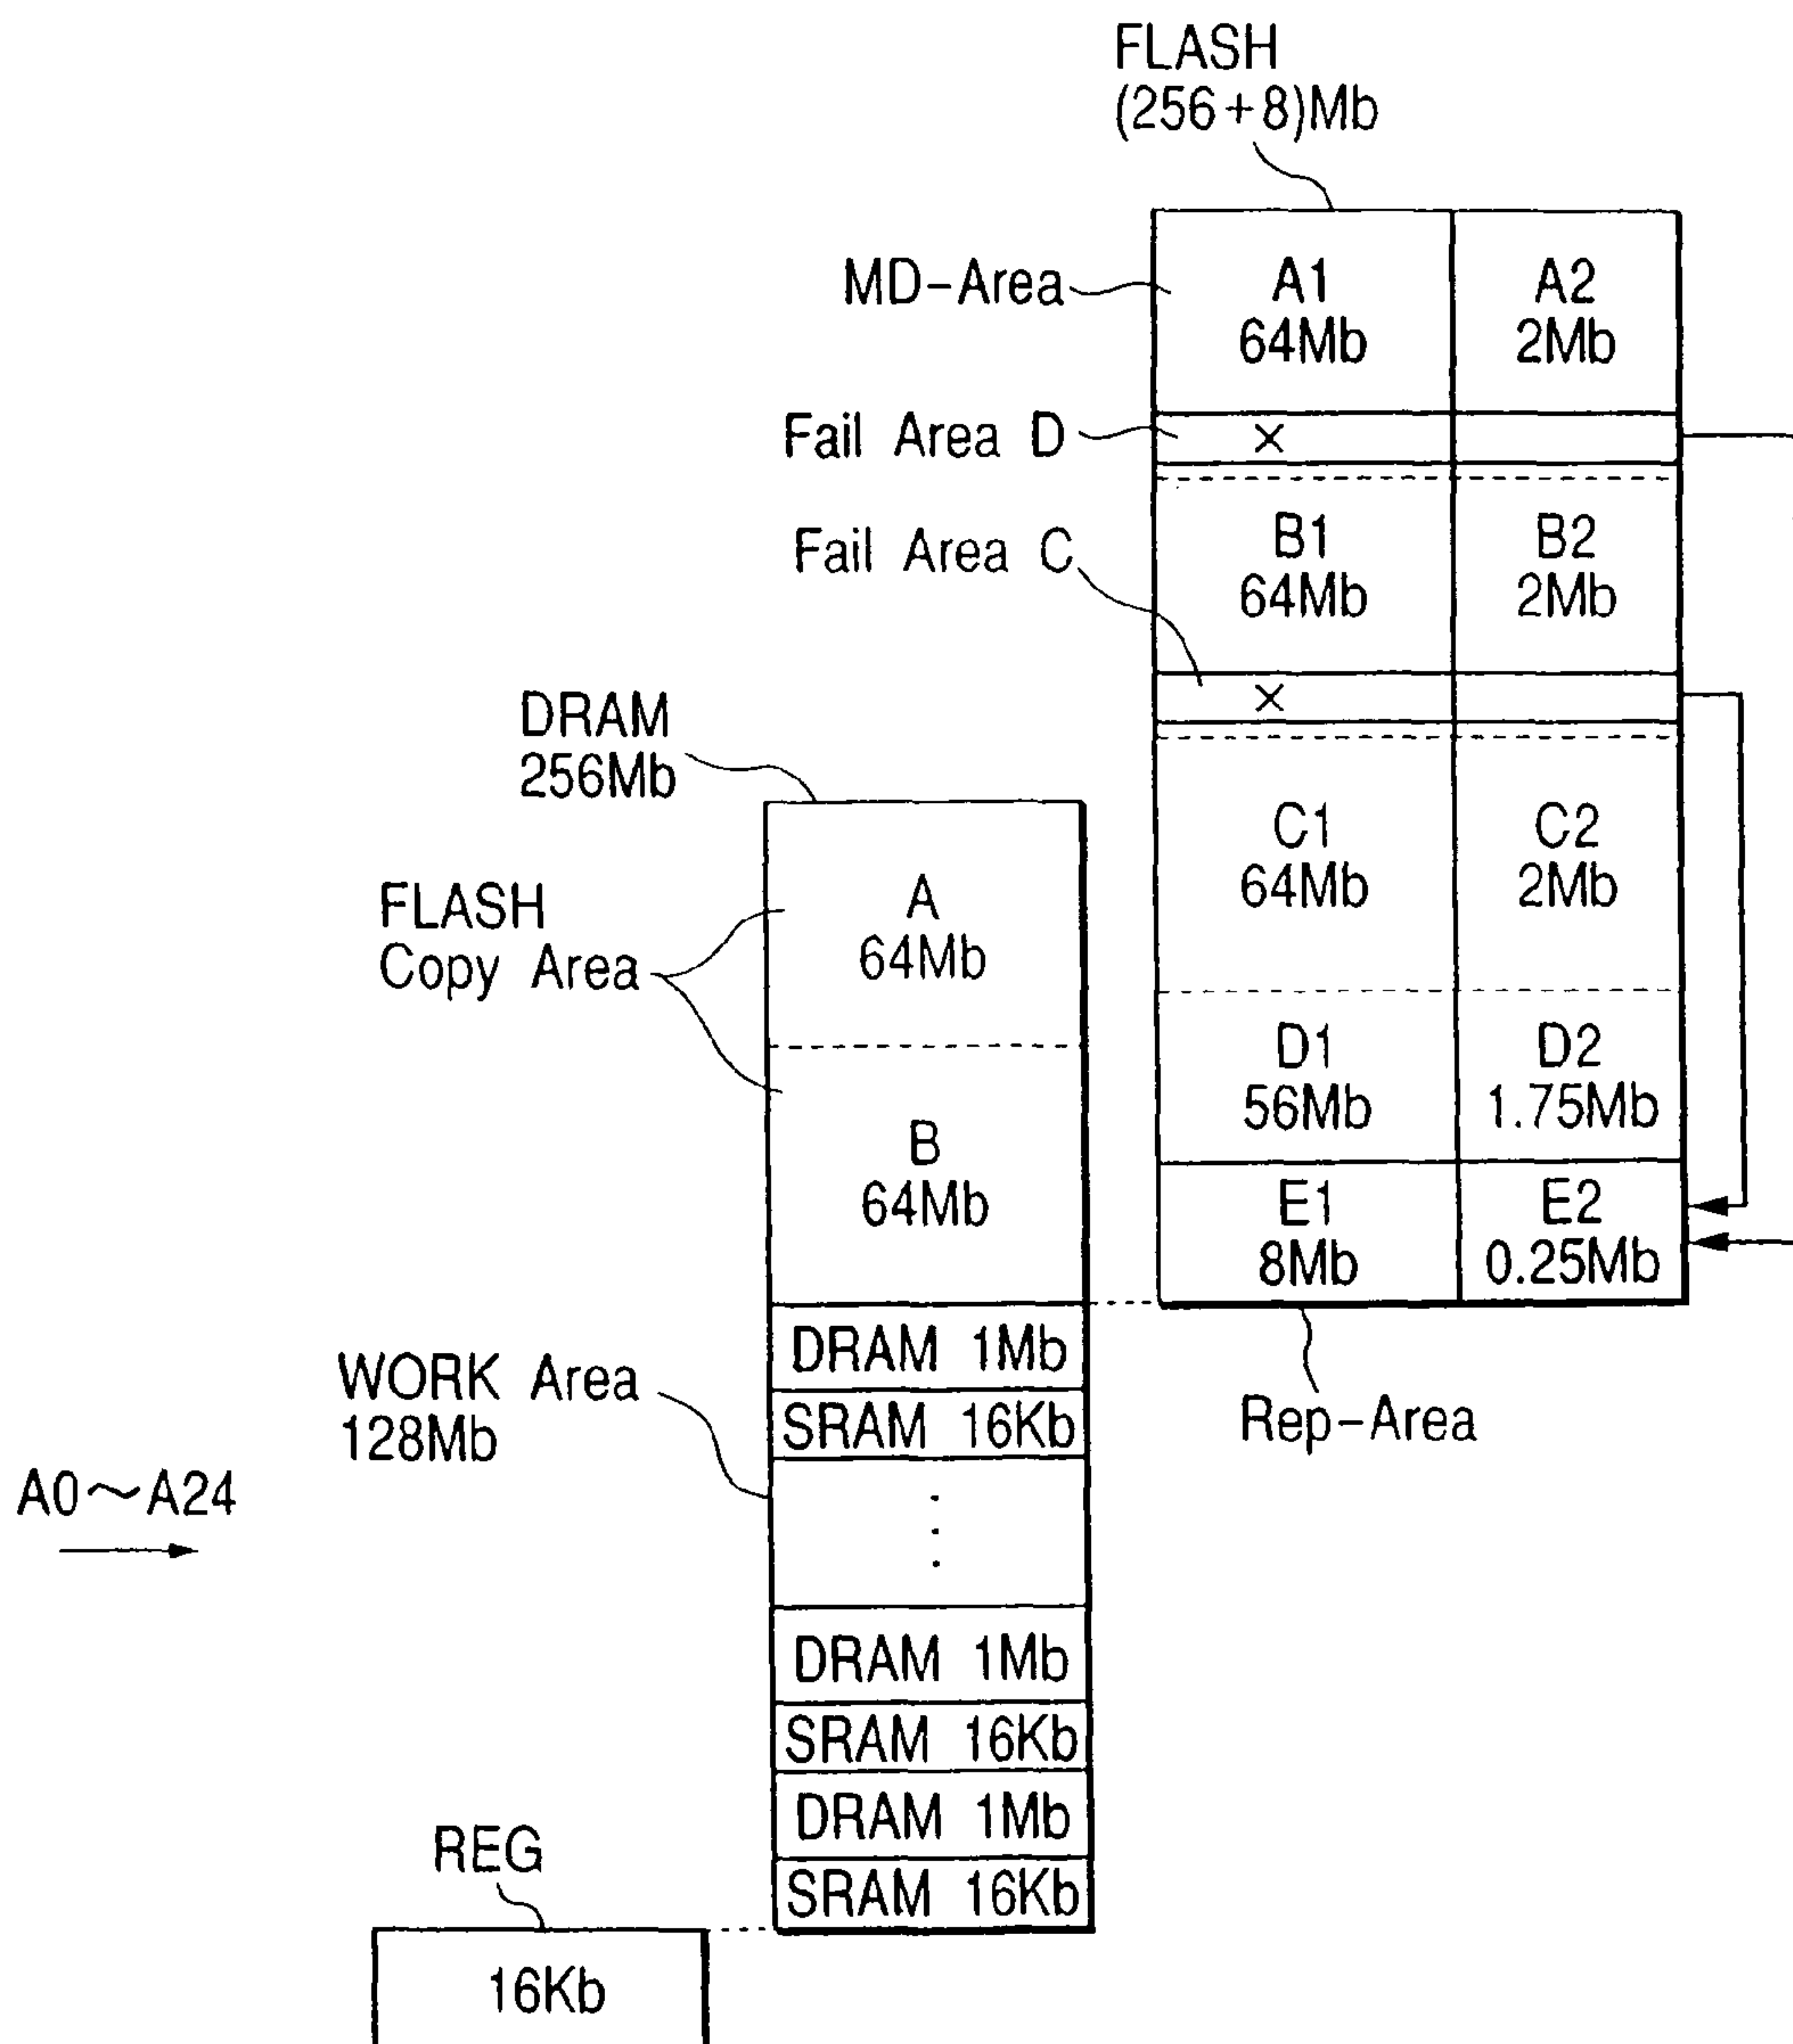 FLASH
(256+8)Mb
MD-Area
A1
64Mb
A2
2Mb
Fail Area D
×
B1
64Mb
B2
2Mb
Fail Area C
×
DRAM
256Mb
C1
64Mb
C2
2Mb
A
64Mb
FLASH
Copy Area
D1
56Mb
D2
1.75Mb
B
64Mb
E1
8Mb
E2
0.25Mb
DRAM 1Mb
WORK Area
128Mb
SRAM 16Kb
Rep-Area
A0～A24
⋮
DRAM 1Mb
SRAM 16Kb
DRAM 1Mb
REG
SRAM 16Kb
16Kb